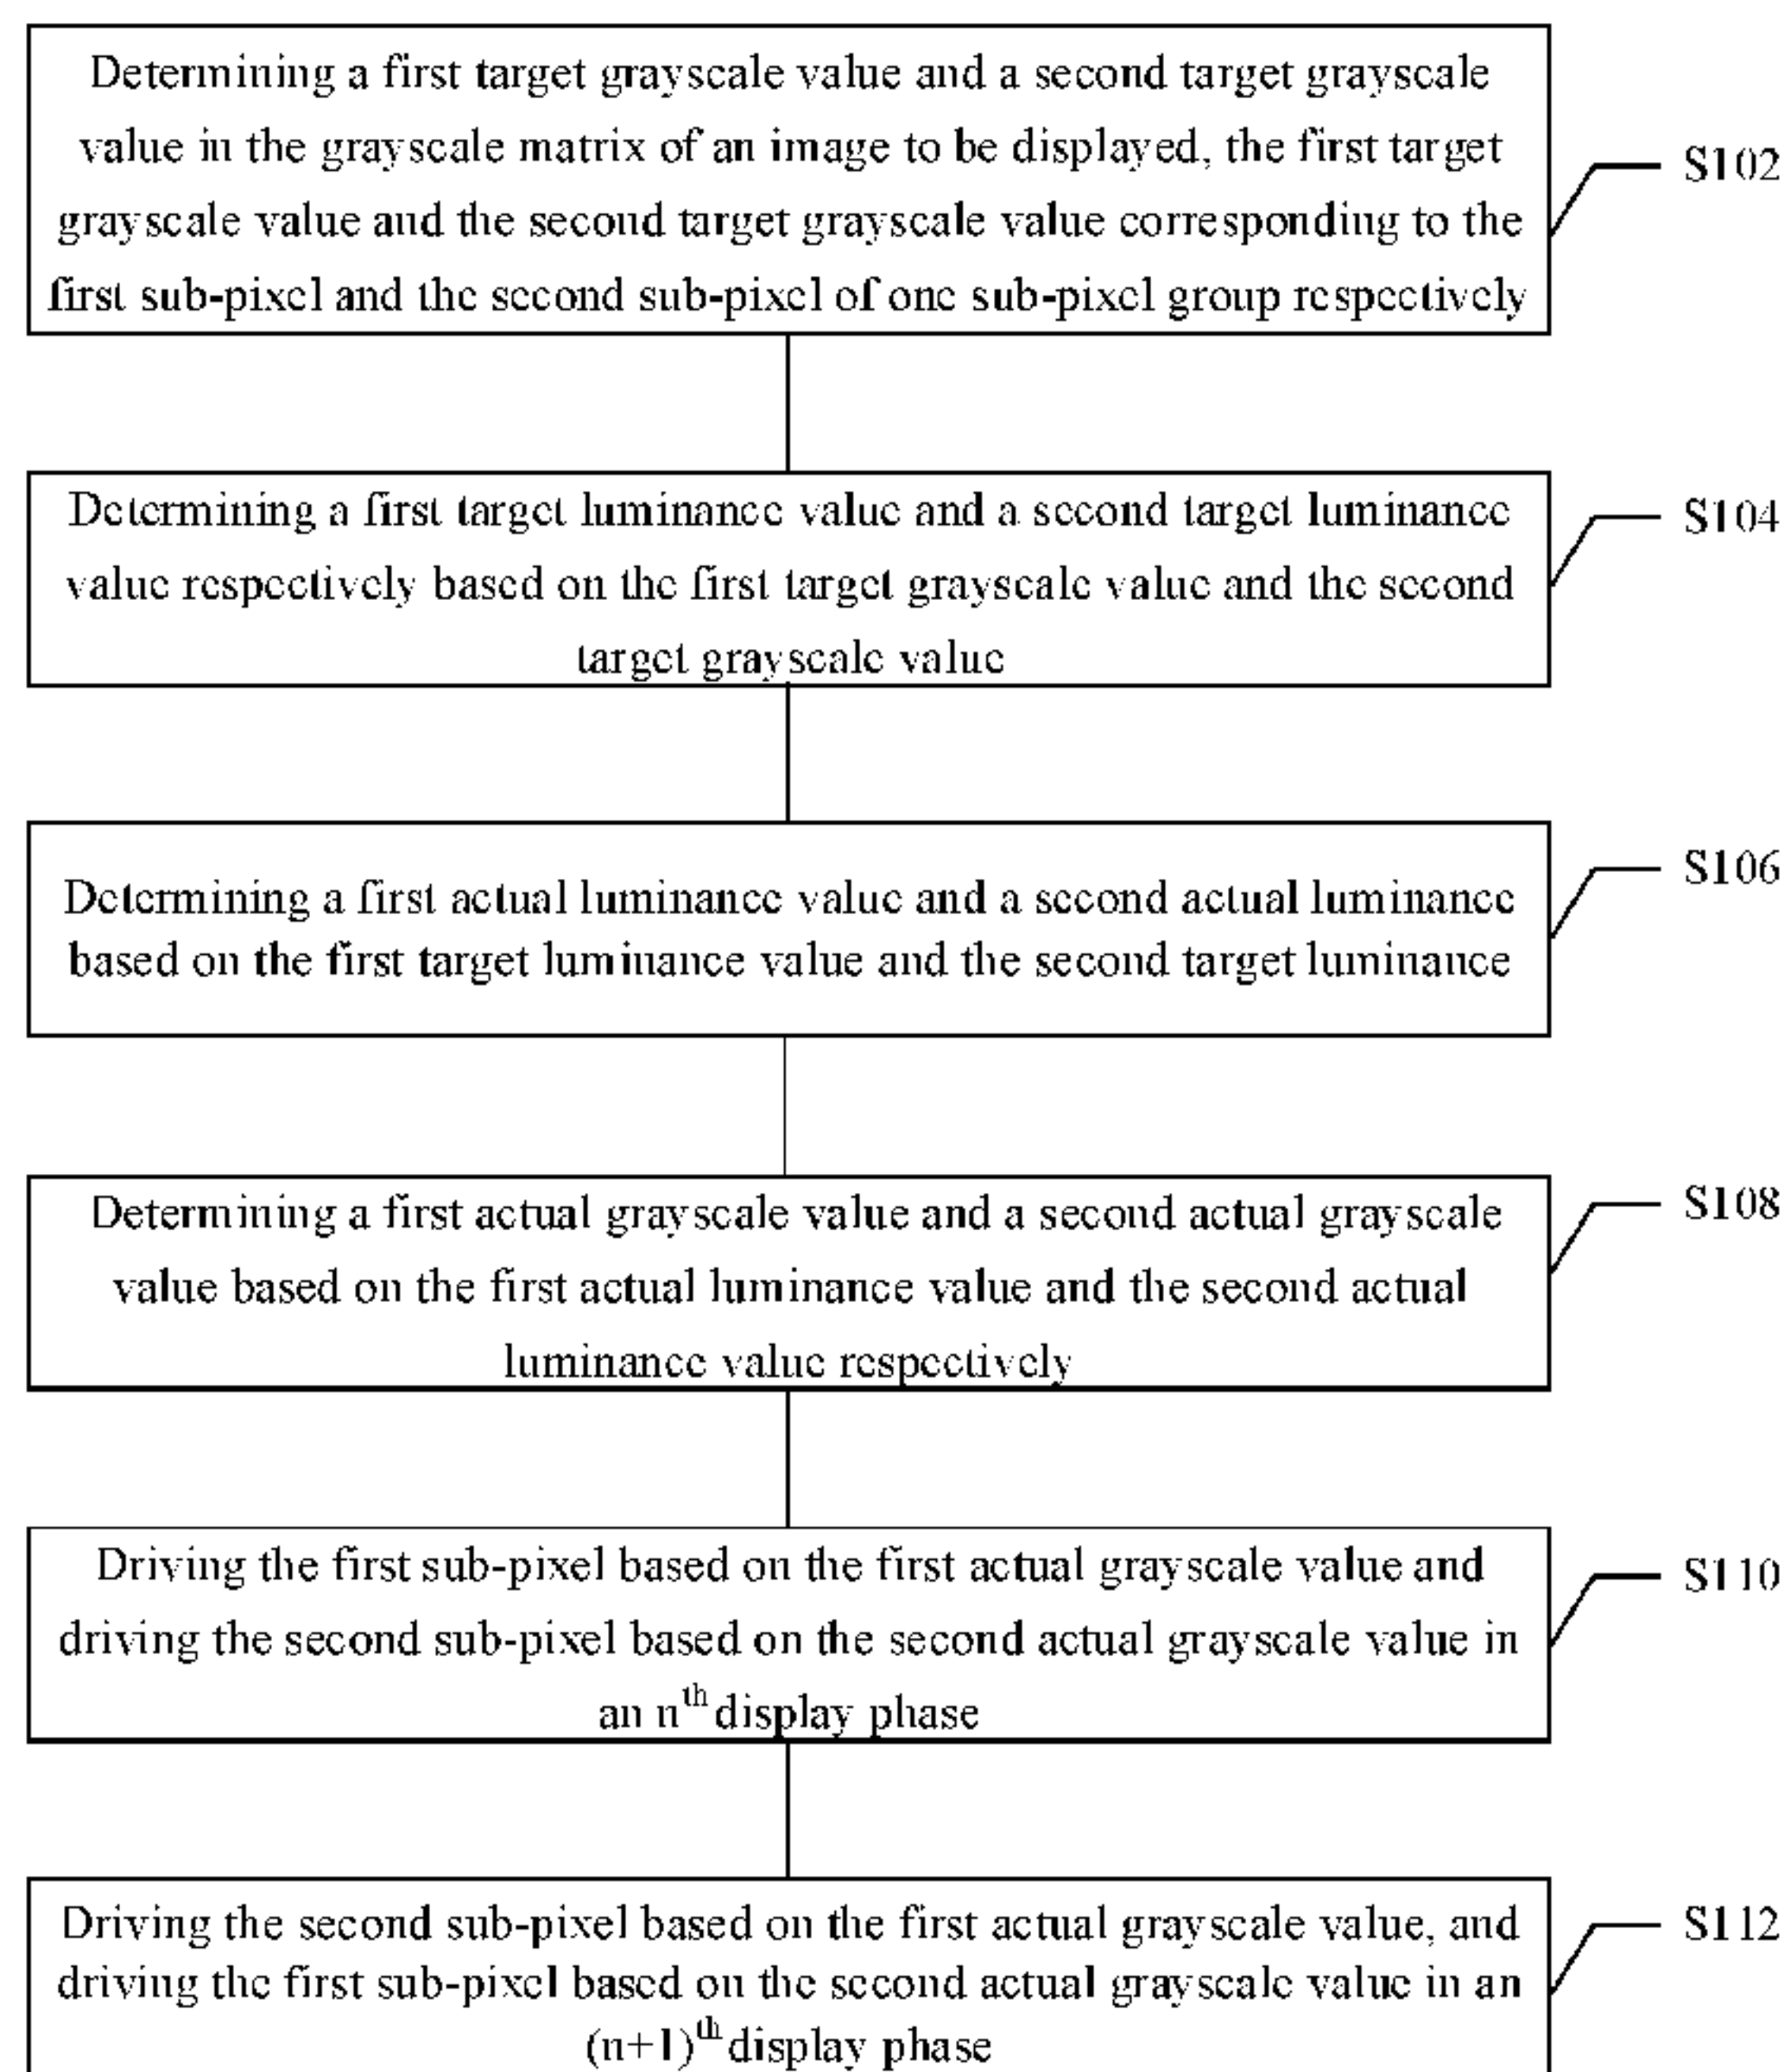 Determining a first target grayscale value and a second target grayscale
value in the grayscale matrix of an image to be displayed, the first target
grayscale value and the second target grayscale value corresponding to the
first sub-pixel and the second sub-pixel of one sub-pixel group respectively
S102
Determining a first target luminance value and a second target luminance
value respectively based on the first target grayscale value and the second
target grayscale value
S104
Determining a first actual luminance value and a second actual luminance
based on the first target luminance value and the second target luminance
S106
Determining a first actual grayscale value and a second actual grayscale
value based on the first actual luminance value and the second actual
luminance value respectively
S108
Driving the first sub-pixel based on the first actual grayscale value and
driving the second sub-pixel based on the second actual grayscale value in
an n^th display phase
S110
Driving the second sub-pixel based on the first actual grayscale value, and
driving the first sub-pixel based on the second actual grayscale value in an
(n+1)^th display phase
S112